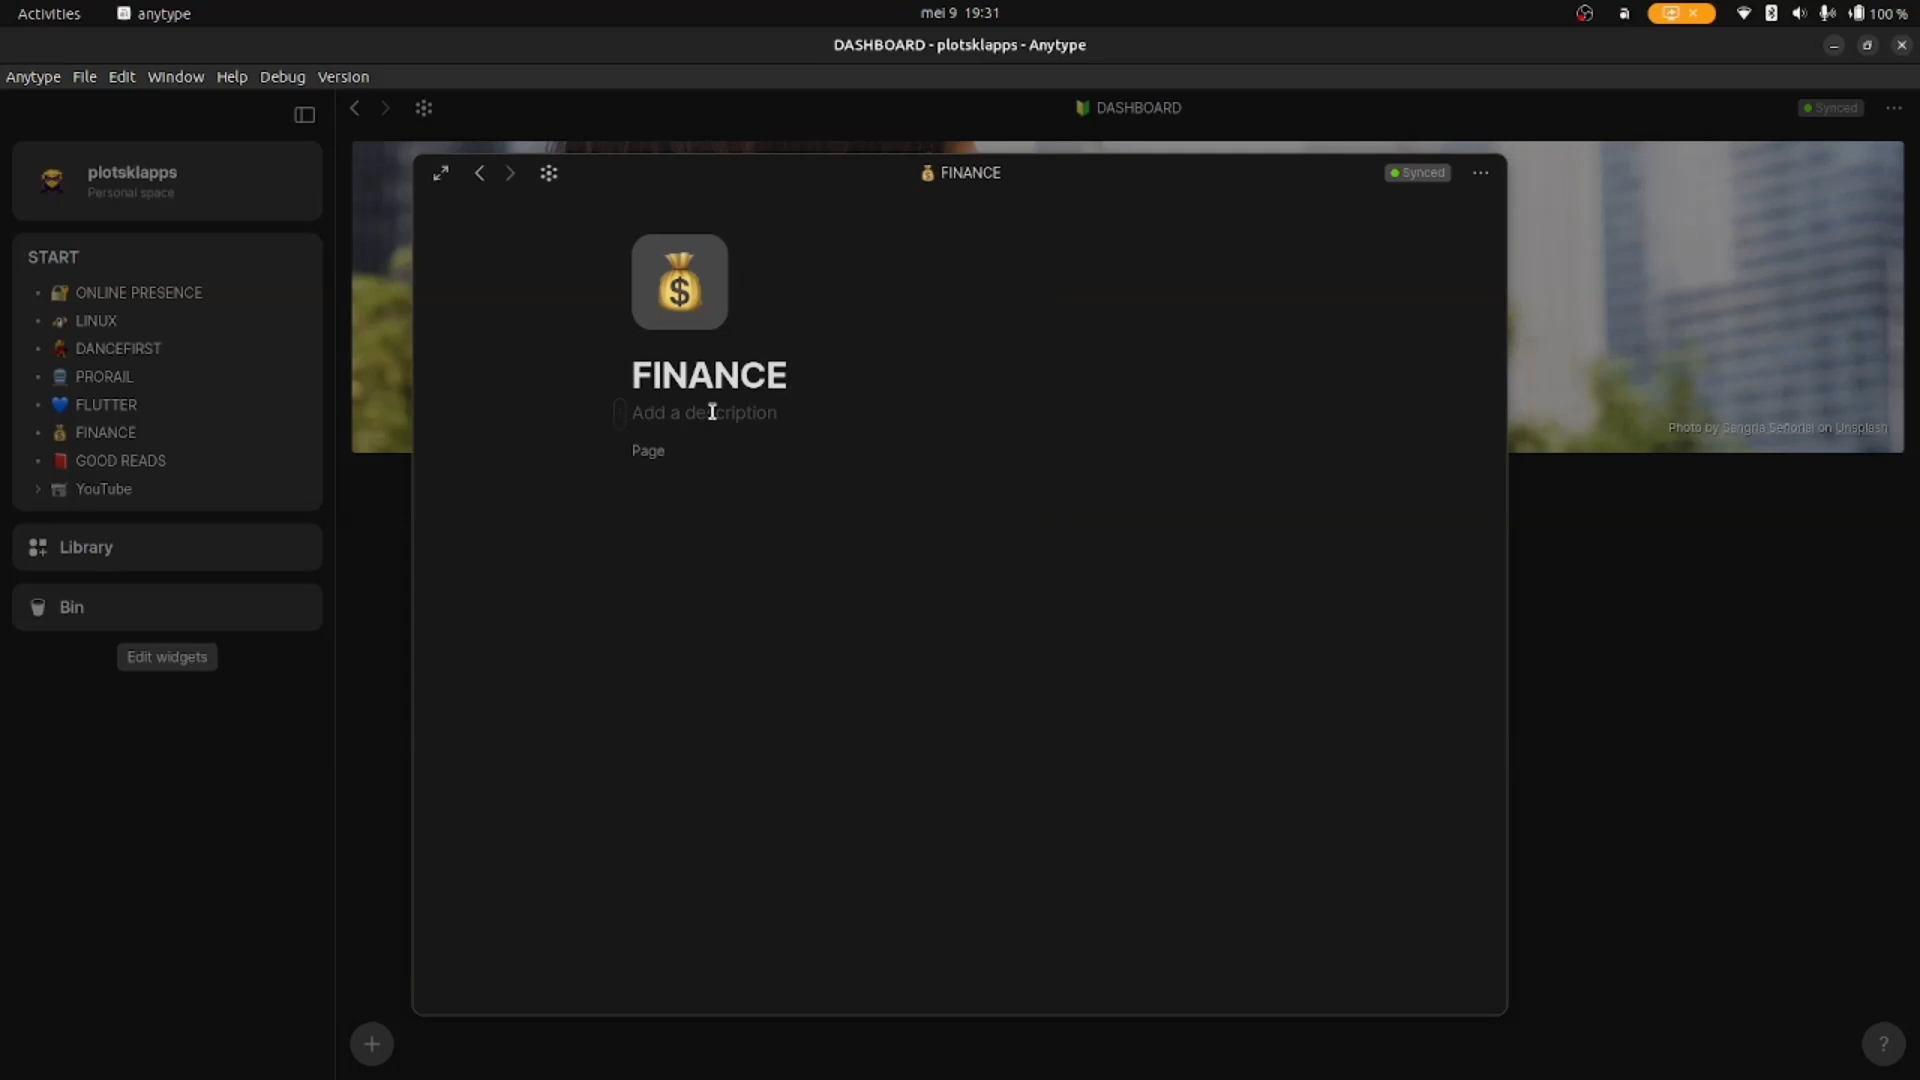 Activities
anytype
mei 9 19:31
100 %
DASHBOARD - plotsklapps - Anytype
Anytype File Edit Window Help Debug Version
DASHBOARD
Synced
plotsklapps
Personal space
START
ONLINE PRESENCE
LINUX
DANCEFIRST
PRORAIL
FLUTTER
FINANCE
GOOD READS
YouTube
Library
Bin
Edit widgets
FINANCE
Synced
$
FINANCE
Add a description
Page
Photo by Sangria Señorial on Unsplash
?